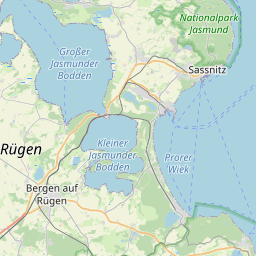 Nationalpark
Jasmund
Großer
Jasmunder
Bodden
Sassnitz
Rügen
Kleiner
Jasmunder
Bodden
Prorer
Wiek
Bergen auf
Rügen